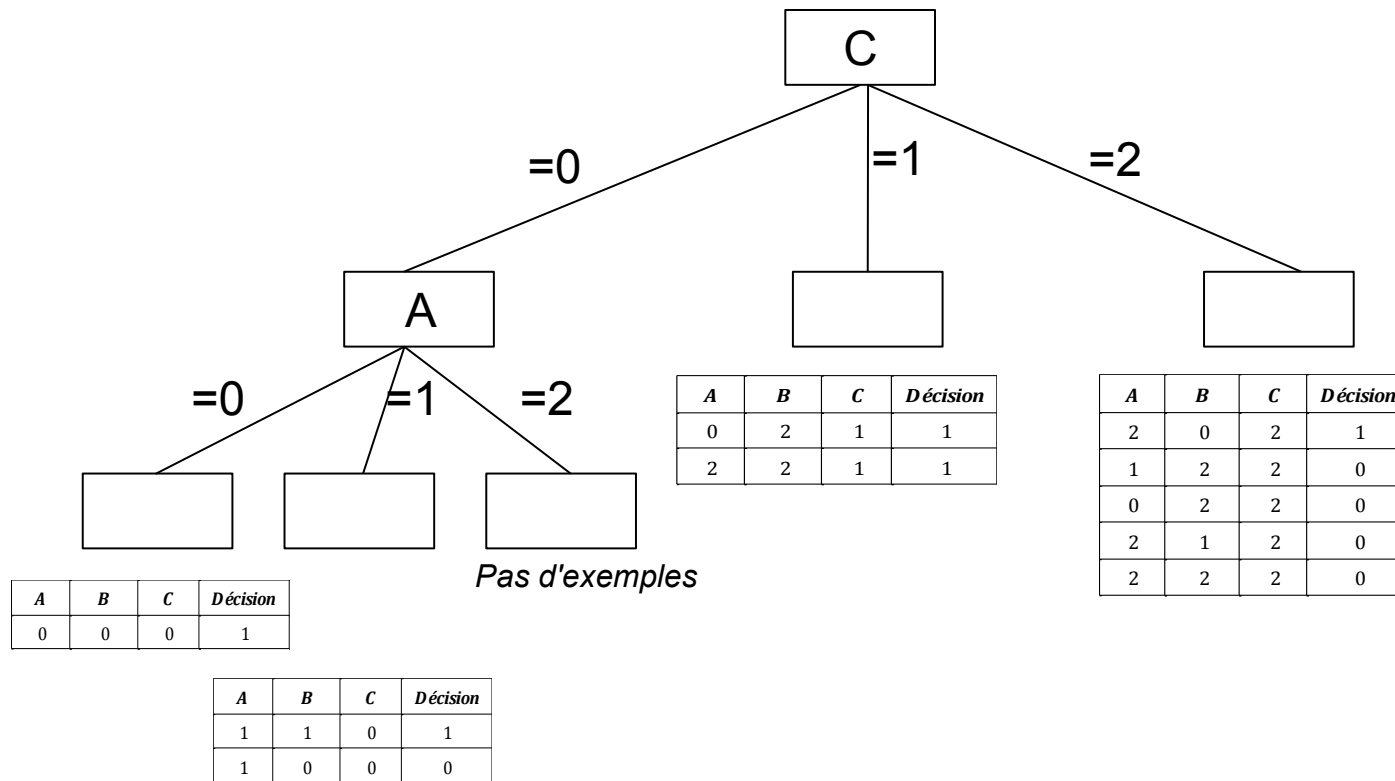 C
=0 =1 =2
A
=0 =1 =2
A B C Décision
0 2 1 1
2 2 1 1
A B C Décision
2 0 2 1
1 2 2 0
0 2 2 0
2 1 2 0
2 2 2 0
Pas d'exemples
A B C Décision
0 0 0 1
A B C Décision
1 1 0 1
1 0 0 0